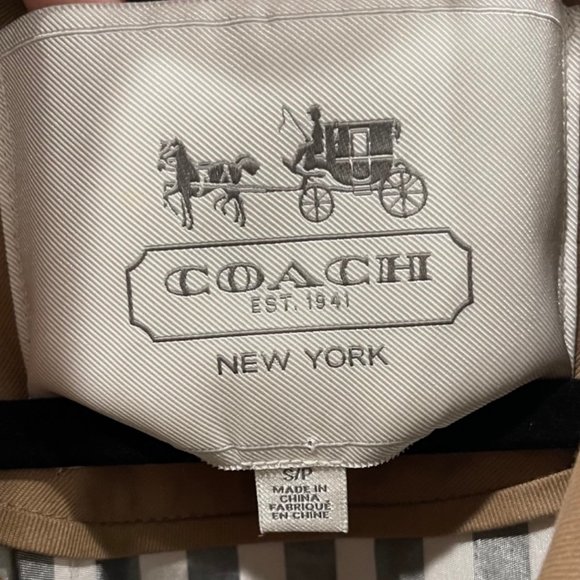 COACH
EST. 1941
NEW YORK
S/P
MADE IN
CHINA
FABRIQUÉ
EN CHINE